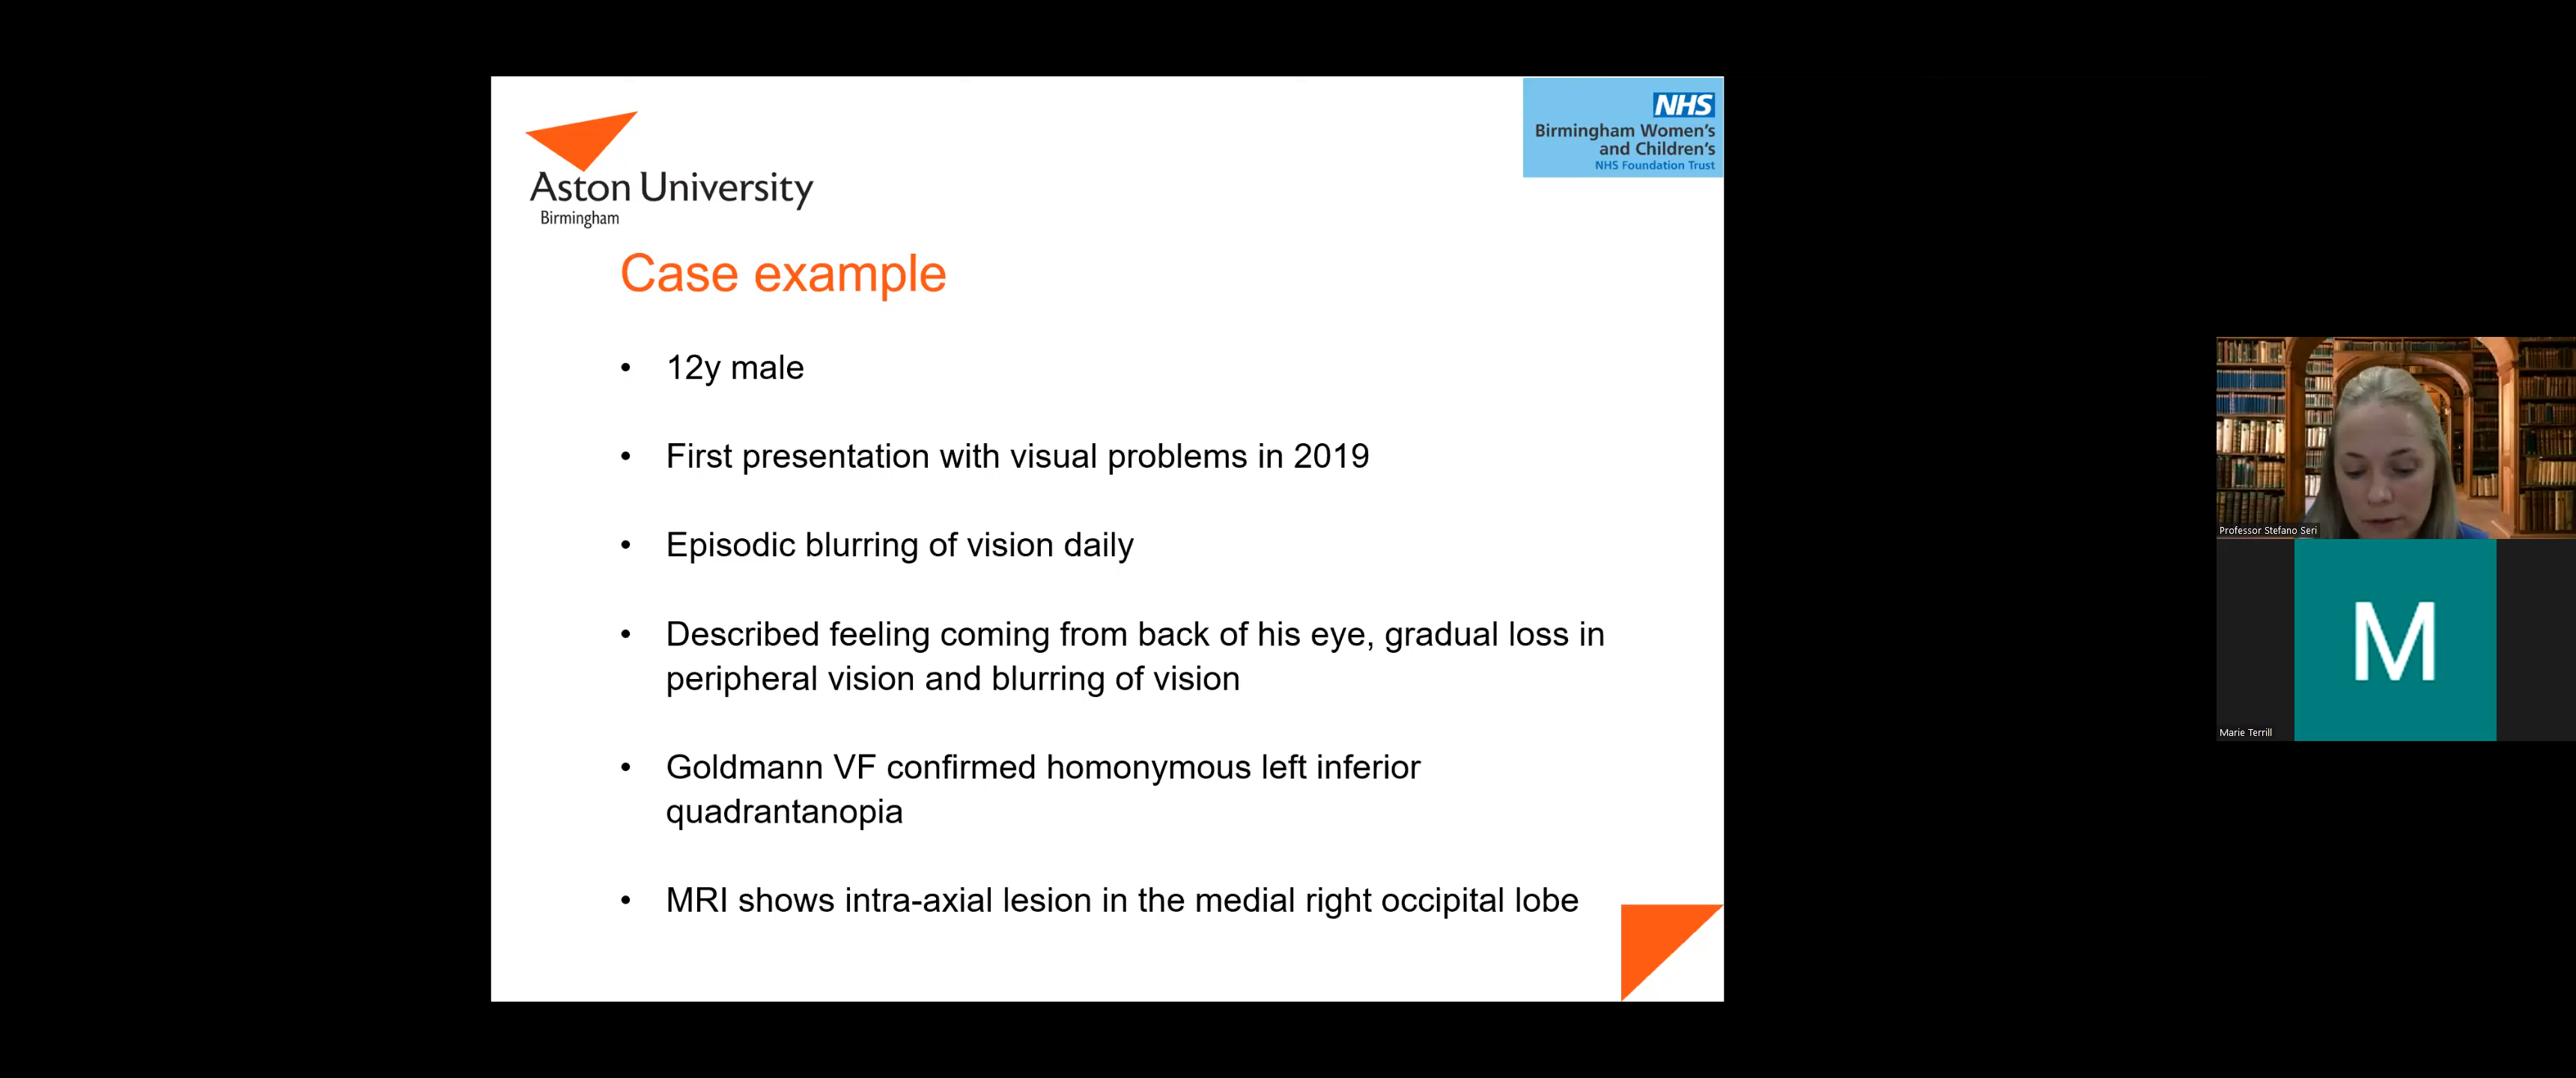 Aston University
Birmingham
NHS
Birmingham Women's
and Children's
NHS Foundation Trust
Case example
• 12y male
• First presentation with visual problems in 2019
• Episodic blurring of vision daily
• Described feeling coming from back of his eye, gradual loss in
peripheral vision and blurring of vision
• Goldmann VF confirmed homonymous left inferior
quadrantanopia
• MRI shows intra-axial lesion in the medial right occipital lobe
Professor Stefano Seri
M
Marie Terrill